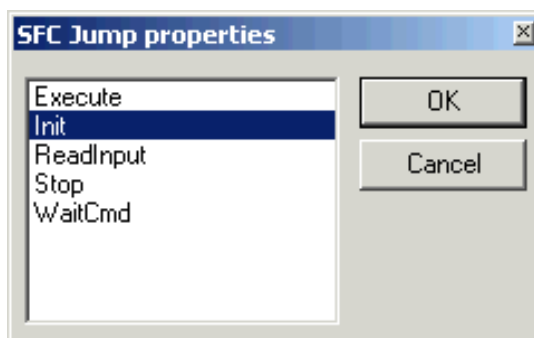 SFC Jump properties
Execute
Init
ReadInput
Stop
WaitCmd
OK
Cancel